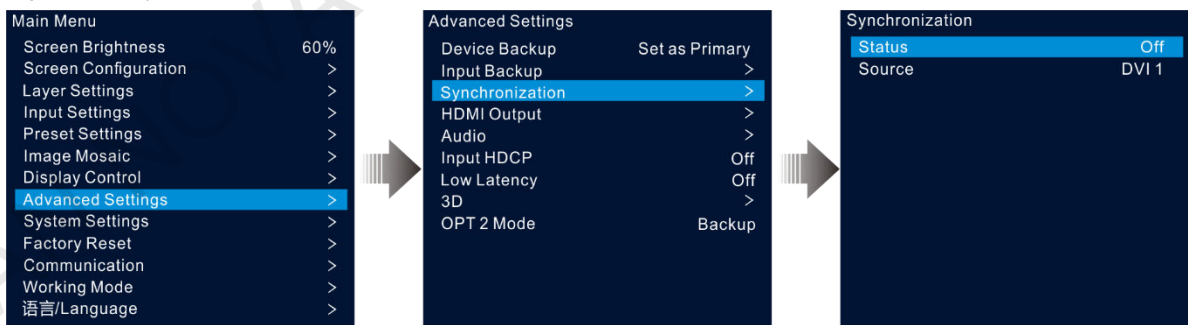 Main Menu
Screen Brightness 60%
Screen Configuration >
Layer Settings >
Input Settings >
Preset Settings >
Image Mosaic >
Display Control >
Advanced Settings >
System Settings >
Factory Reset >
Communication >
Working Mode >
语言/Language >
Advanced Settings
Device Backup Set as Primary
Input Backup >
Synchronization >
HDMI Output >
Audio >
Input HDCP Off
Low Latency Off
3D >
OPT 2 Mode Backup
Synchronization
Status Off
Source DVI 1